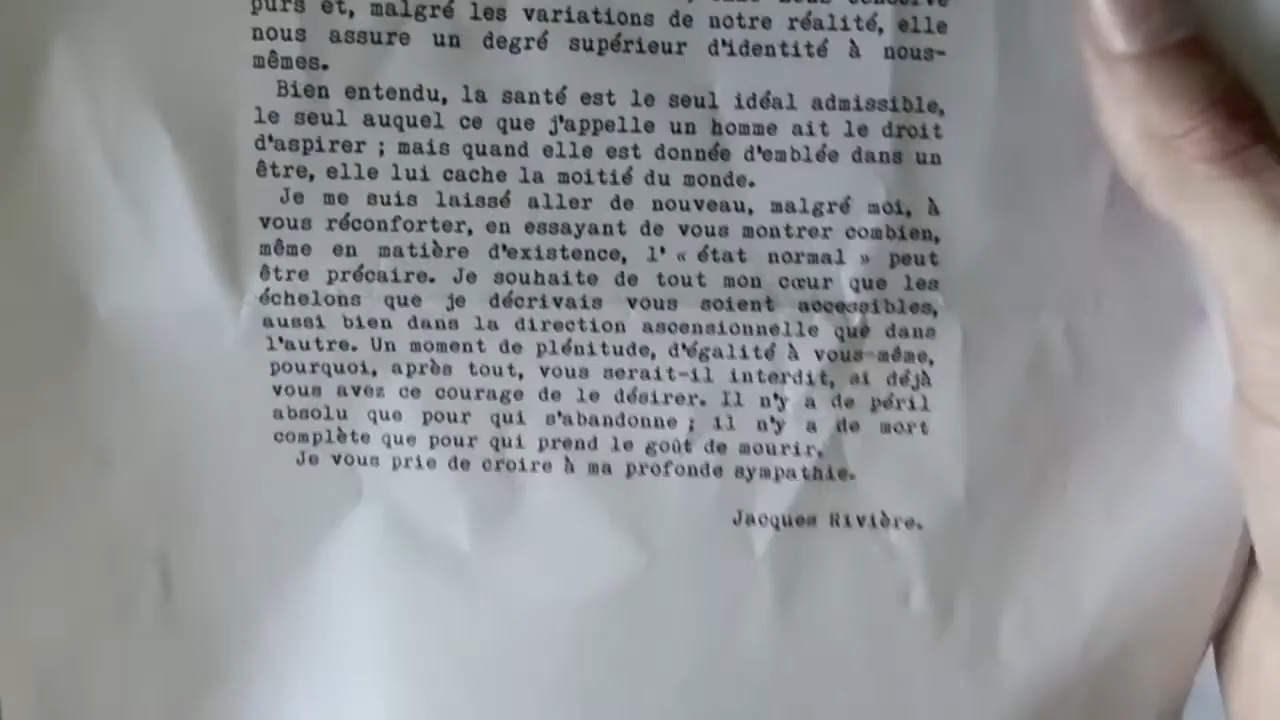 purs et, malgré les variations de notre réalité, elle
nous assure un degré supérieur d'identité à nous-
mêmes.
Bien entendu, la santé est le seul idéal admissible,
le seul auquel ce que j'appelle un homme ait le droit
d'aspirer ; mais quand elle est donnée d'emblée dans un
être, elle lui cache la moitié du monde.
Je me suis laissé aller de nouveau, malgré moi, à
vous réconforter, en essayant de vous montrer combien,
même en matière d'existence, l' « état normal » peut
être précaire. Je souhaite de tout mon cœur que les
échelons que je décrivais vous soient accessibles,
aussi bien dans la direction ascensionnelle que dans
l'autre. Un moment de plénitude, d'égalité à vous-même,
pourquoi, après tout, vous serait-il interdit, si déjà
vous avez ce courage de le désirer. Il n'y a de péril
absolu que pour qui s'abandonne ; il n'y a de mort
complète que pour qui prend le goût de mourir.
Je vous prie de croire à ma profonde sympathie.
Jacques Rivière.